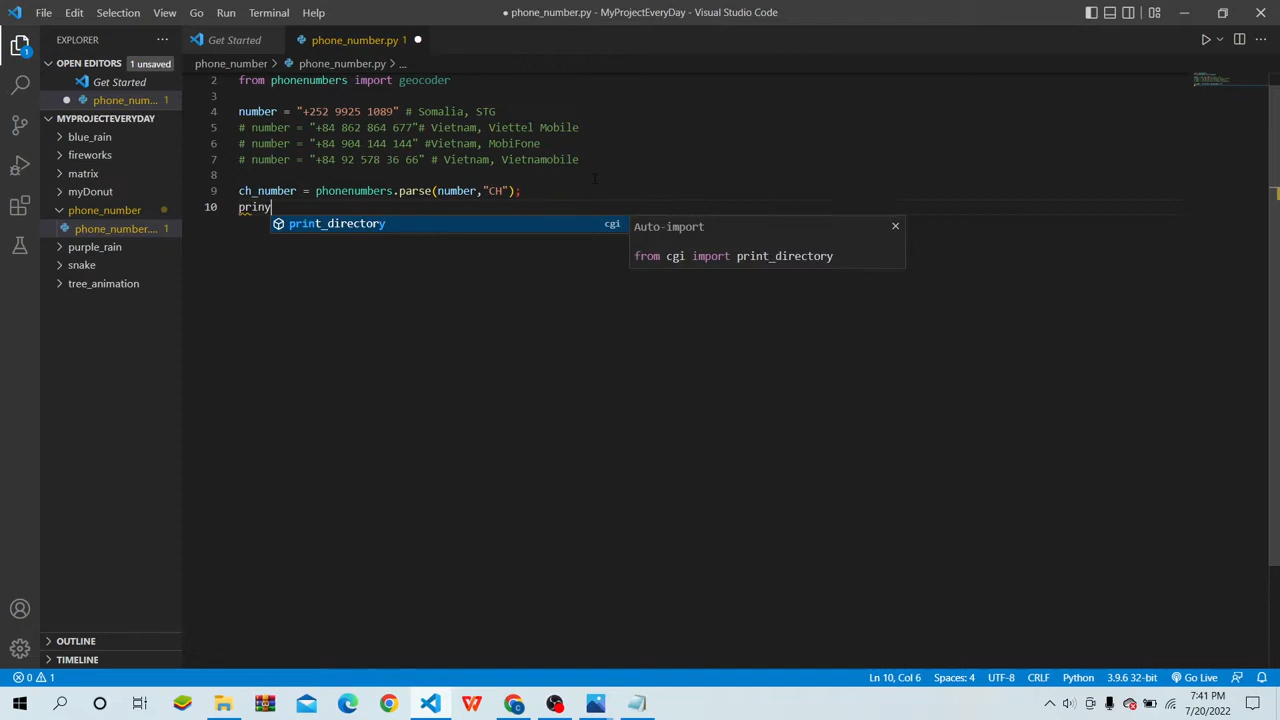 File Edit Selection View Go Run Terminal Help
● phone_number.py - MyProjectEveryDay - Visual Studio Code
EXPLORER
Get Started
phone_number.py 1
OPEN EDITORS 1 unsaved
phone_number > phone_number.py > ...
Get Started
2 from phonenumbers import geocoder
phone_num... 1
3
MYPROJECTEVERYDAY
4 number = "+252 9925 1089" # Somalia, STG
5 # number = "+84 862 864 677"# Vietnam, Viettel Mobile
blue_rain
6 # number = "+84 904 144 144" #Vietnam, MobiFone
fireworks
7 # number = "+84 92 578 36 66" # Vietnam, Vietnamobile
matrix
8
myDonut
9 ch_number = phonenumbers.parse(number,"CH");
phone_number
10 priny
print_directory cgi
Auto-import
phone_number.... 1
purple_rain
from cgi import print_directory
snake
tree_animation
OUTLINE
TIMELINE
0 1
Ln 10, Col 6 Spaces: 4 UTF-8 CRLF Python 3.9.6 32-bit Go Live
7:41 PM
7/20/2022